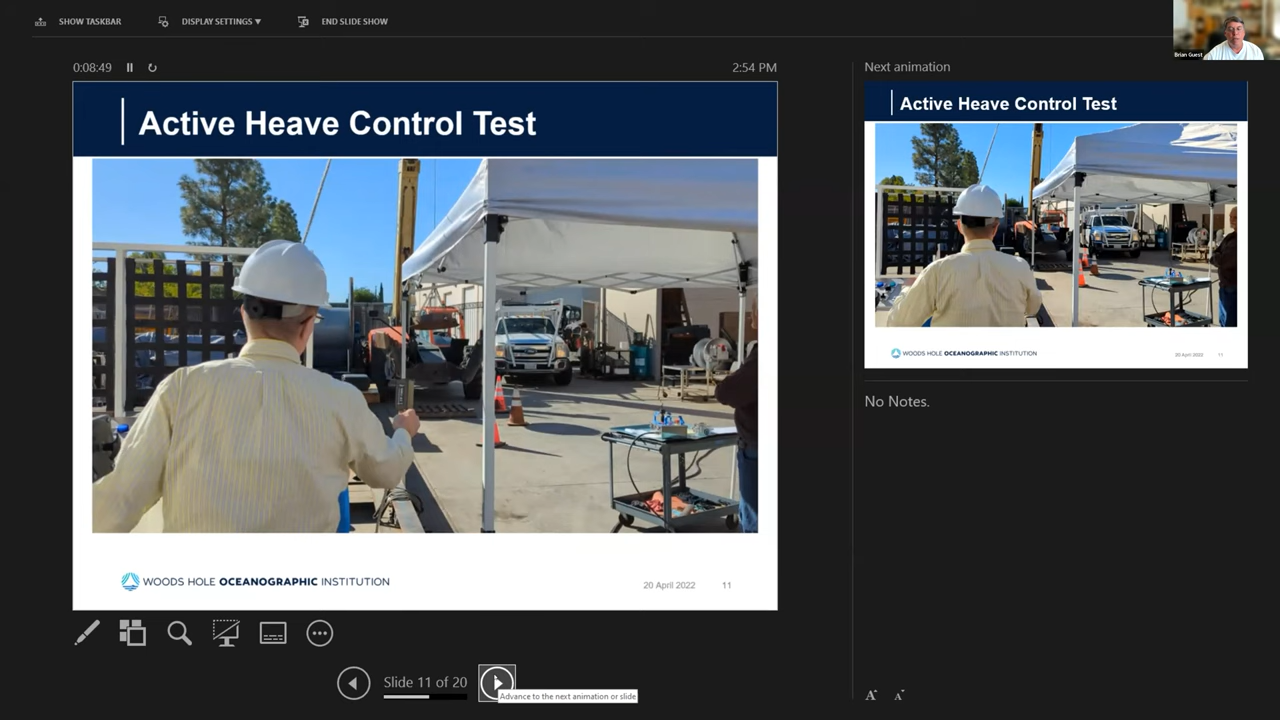 SHOW TASKBAR
DISPLAY SETTINGS ▼
END SLIDE SHOW
Brian Guest
0:08:49
2:54 PM
Active Heave Control Test
WOODS HOLE OCEANOGRAPHIC INSTITUTION
20 April 2022
11
Slide 11 of 20
Advance to the next animation or slide
Next animation
Active Heave Control Test
WOODS HOLE OCEANOGRAPHIC INSTITUTION
20 April 2022
11
No Notes.
A A